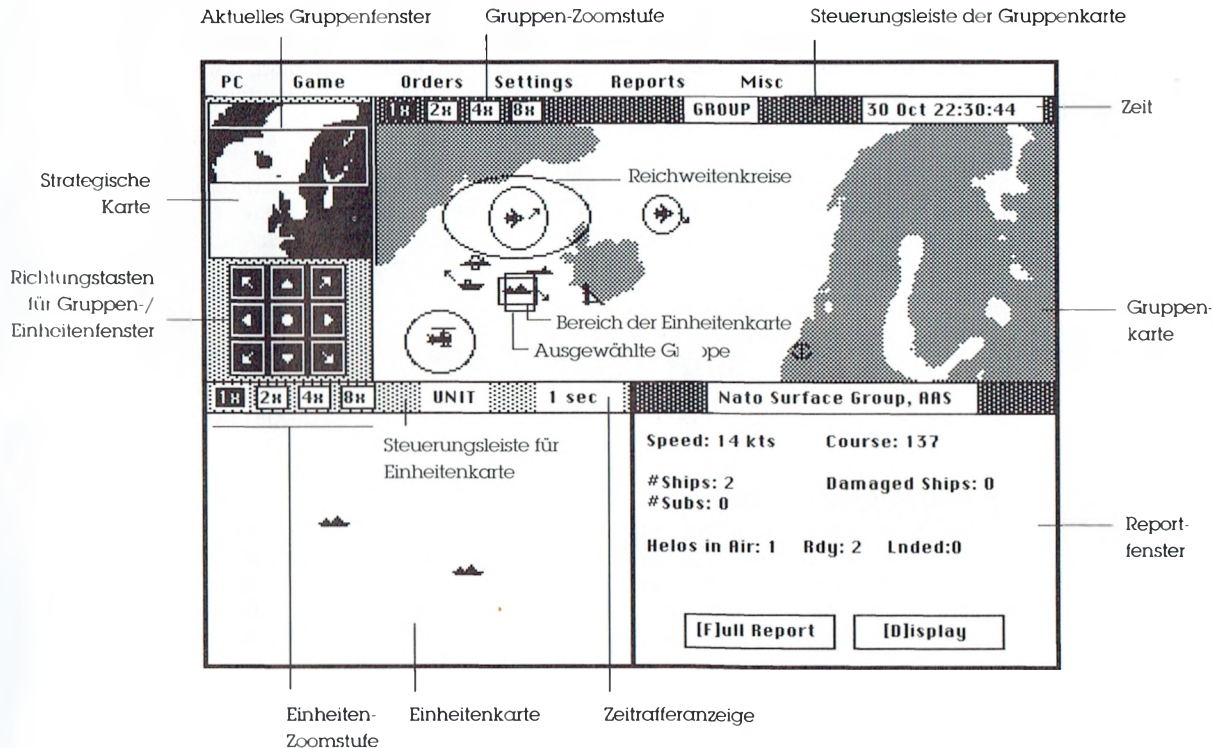 Aktuelles Gruppenfenster
Gruppen-Zoomstufe
Steuerungsleiste der Gruppenkarte
PC Game Orders Settings Reports Misc
1x 2x 4x 8x GROUP 30 Oct 22:30:44
Zeit
Strategische
Karte
Reichweitenkreise
Richtungstasten
für Gruppen-/
Einheitenfenster
Gruppen-
karte
Bereich der Einheitenkarte
Ausgewählte
1x 2x 4x 8x UNIT 1 sec
Nato Surface Group, AAS
Steuerungsleiste für
Einheitenkarte
Speed: 14 kts Course: 137
#Ships: 2 Damaged Ships: 0
#Subs: 0
Helos in Air: 1 Rdy: 2 Lnded:0
Report-
fenster
[F]ull Report [D]isplay
Einheiten-
Zoomstufe
Einheitenkarte
Zeitrafferanzeige